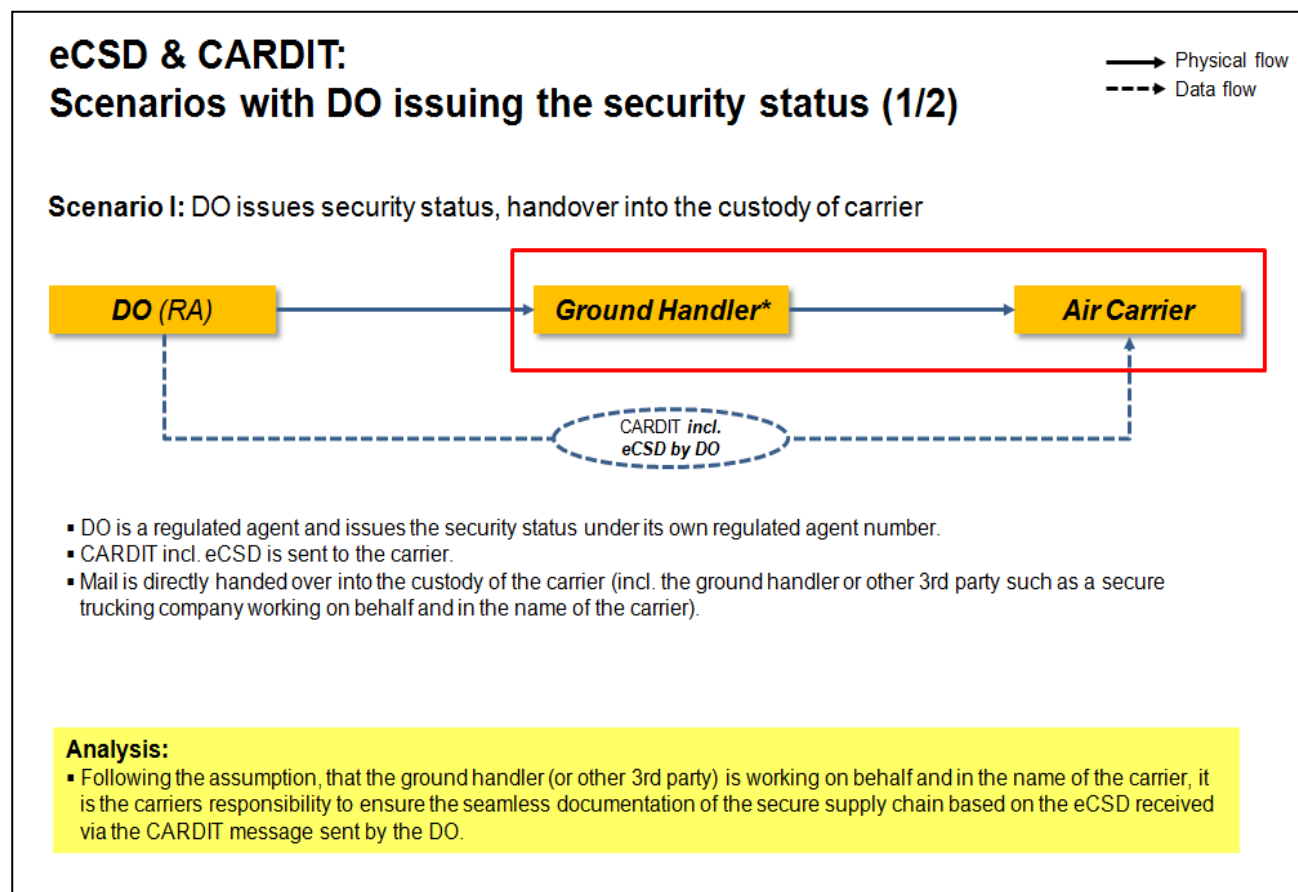 eCSD & CARDIT:
Scenarios with DO issuing the security status (1/2)
Physical flow
Data flow
Scenario I: DO issues security status, handover into the custody of carrier
DO (RA)
Ground Handler*
Air Carrier
CARDIT incl.
eCSD by DO
▪ DO is a regulated agent and issues the security status under its own regulated agent number.
▪ CARDIT incl. eCSD is sent to the carrier.
▪ Mail is directly handed over into the custody of the carrier (incl. the ground handler or other 3rd party such as a secure
trucking company working on behalf and in the name of the carrier).
Analysis:
▪ Following the assumption, that the ground handler (or other 3rd party) is working on behalf and in the name of the carrier, it
is the carriers responsibility to ensure the seamless documentation of the secure supply chain based on the eCSD received
via the CARDIT message sent by the DO.